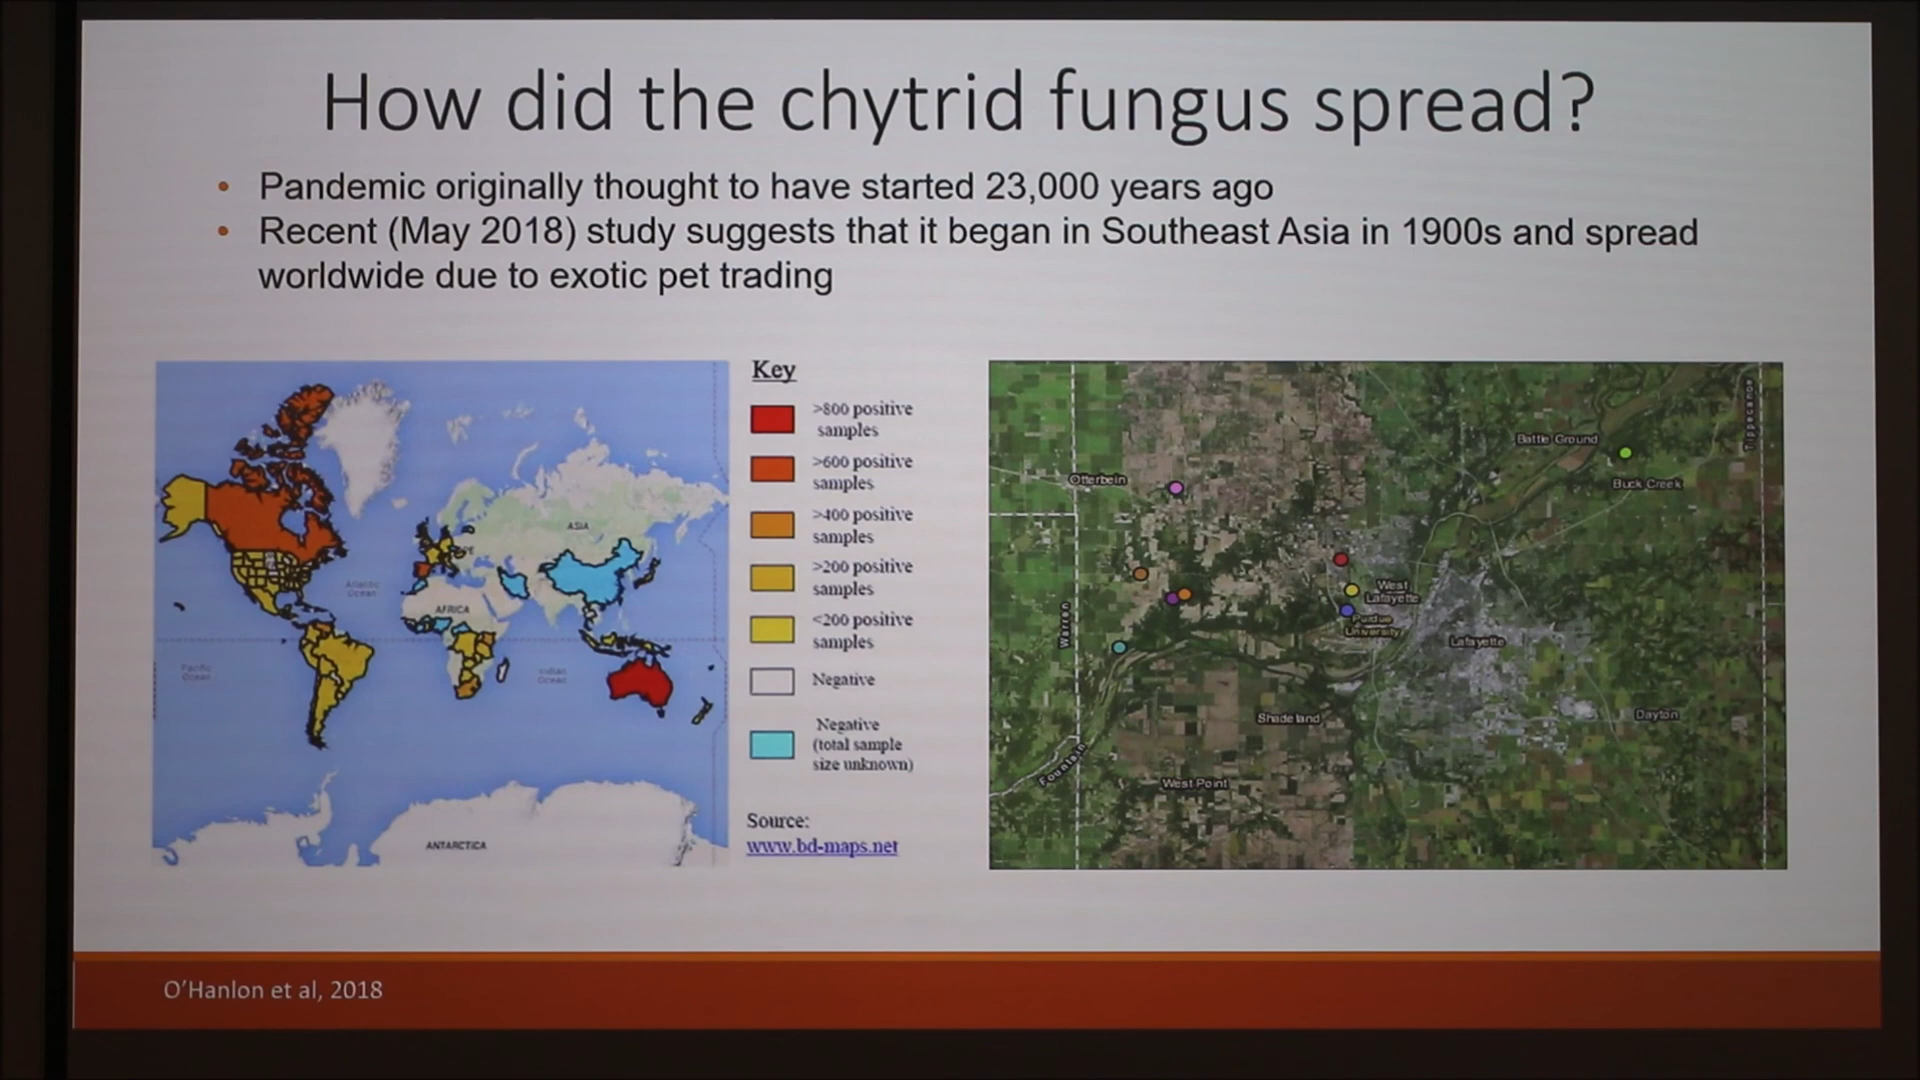 How did the chytrid fungus spread?
• Pandemic originally thought to have started 23,000 years ago
• Recent (May 2018) study suggests that it began in Southeast Asia in 1900s and spread
worldwide due to exotic pet trading
Key
>800 positive
samples
>600 positive
samples
>400 positive
samples
>200 positive
samples
<200 positive
samples
Negative
Negative
(total sample
size unknown)
Source:
www.bd-maps.net
ASIA
Atlantic
Ocean
AFRICA
Pacific
Ocean
Indian
Ocean
ANTARCTICA
Tippecanoe
Battle Ground
Otterbein
Buck Creek
West
Lafayette
Warren
Purdue
University
Lafayette
Shadeland
Dayton
Fountain
West Point
O'Hanlon et al, 2018